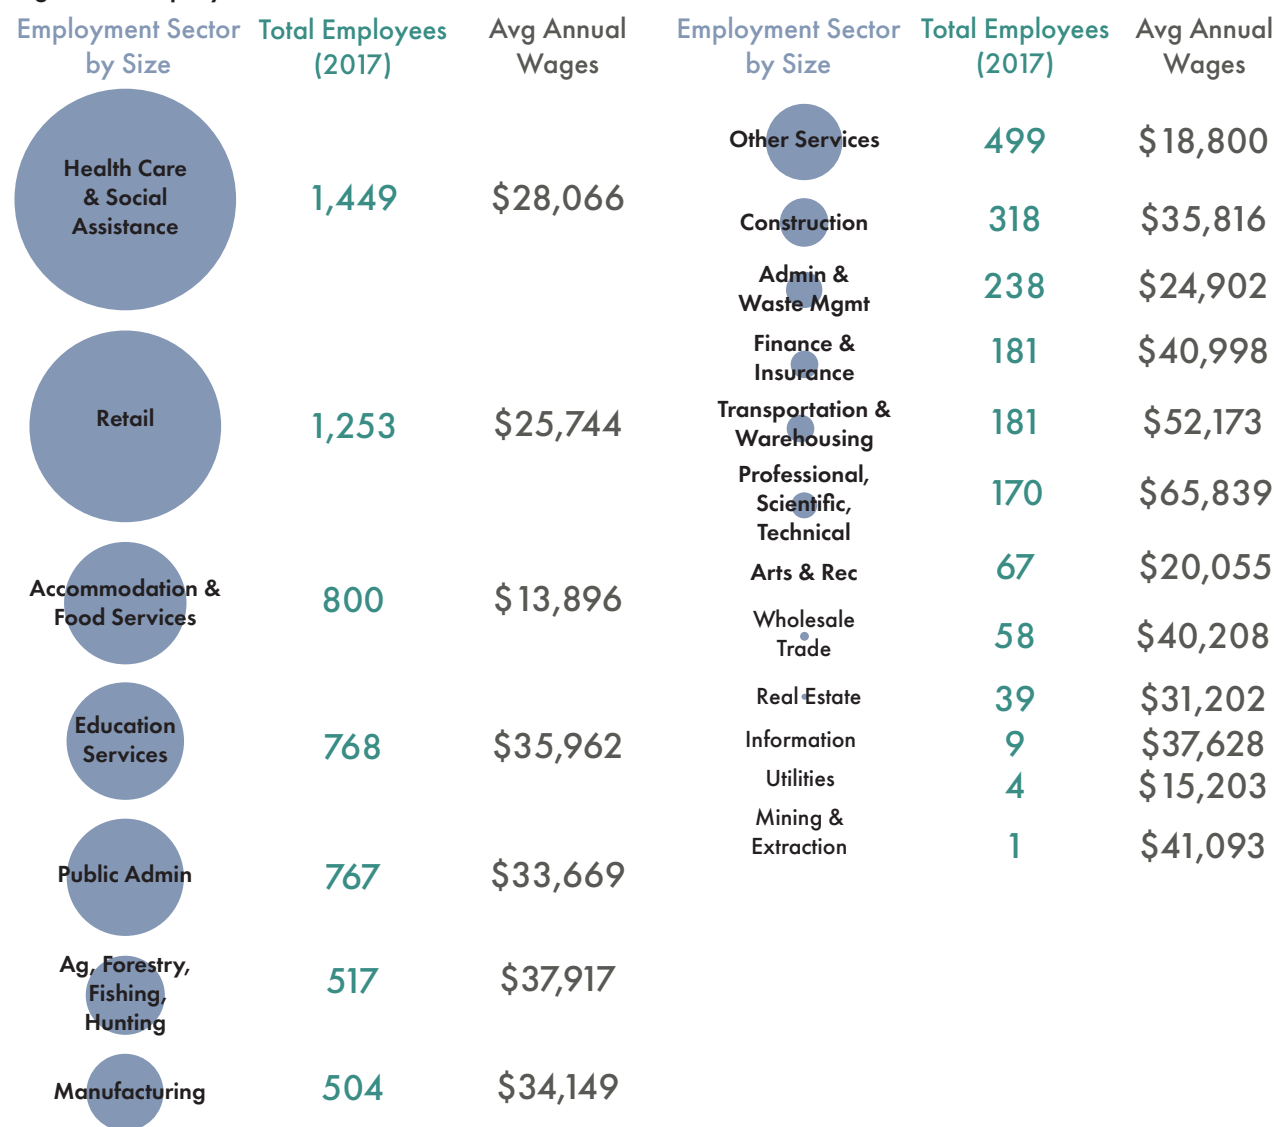 Employment Sector
by Size
Total Employees
(2017)
Avg Annual
Wages
Health Care
& Social
Assistance
1,449
$28,066
Retail
1,253
$25,744
Accommodation &
Food Services
800
$13,896
Education
Services
768
$35,962
Public Admin
767
$33,669
Ag, Forestry,
Fishing,
Hunting
517
$37,917
Manufacturing
504
$34,149
Employment Sector
by Size
Total Employees
(2017)
Avg Annual
Wages
Other Services
499
$18,800
Construction
318
$35,816
Admin &
Waste Mgmt
238
$24,902
Finance &
Insurance
181
$40,998
Transportation &
Warehousing
181
$52,173
Professional,
Scientific,
Technical
170
$65,839
Arts & Rec
67
$20,055
Wholesale
Trade
58
$40,208
Real Estate
39
$31,202
Information
9
$37,628
Utilities
4
$15,203
Mining &
Extraction
1
$41,093